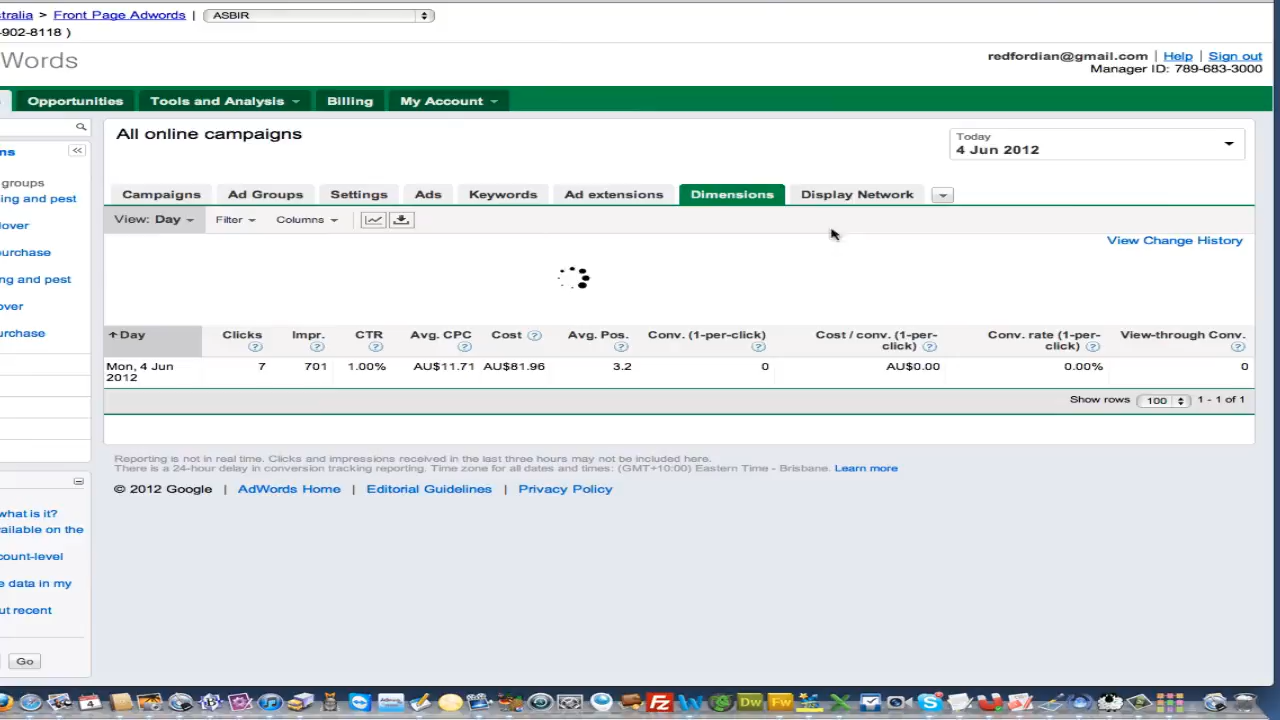 tralia > Front Page Adwords | ASBIR
-902-8118 )
Words
redfordian@gmail.com | Help | Sign out
Manager ID: 789-683-3000
Opportunities Tools and Analysis Billing My Account
All online campaigns
Today
4 Jun 2012
ns
<<
groups
ing and pest
lover
urchase
ng and pest
over
urchase
Campaigns Ad Groups Settings Ads Keywords Ad extensions Dimensions Display Network
View: Day Filter Columns
View Change History
Day Clicks Impr. CTR Avg. CPC Cost ? Avg. Pos. Conv. (1-per-click) Cost / conv. (1-per- Conv. rate (1-per- View-through Conv.
? ? ? ? ? ? click) ? click) ? ?
Mon, 4 Jun 7 701 1.00% AU$11.71 AU$81.96 3.2 0 AU$0.00 0.00% 0
2012
Show rows 100 1 - 1 of 1
Reporting is not in real time. Clicks and impressions received in the last three hours may not be included here.
There is a 24-hour delay in conversion tracking reporting. Time zone for all dates and times: (GMT+10:00) Eastern Time - Brisbane. Learn more
© 2012 Google | AdWords Home | Editorial Guidelines | Privacy Policy
what is it?
ailable on the
count-level
e data in my
ut recent
Go
4
Fz W Dw Fw X S